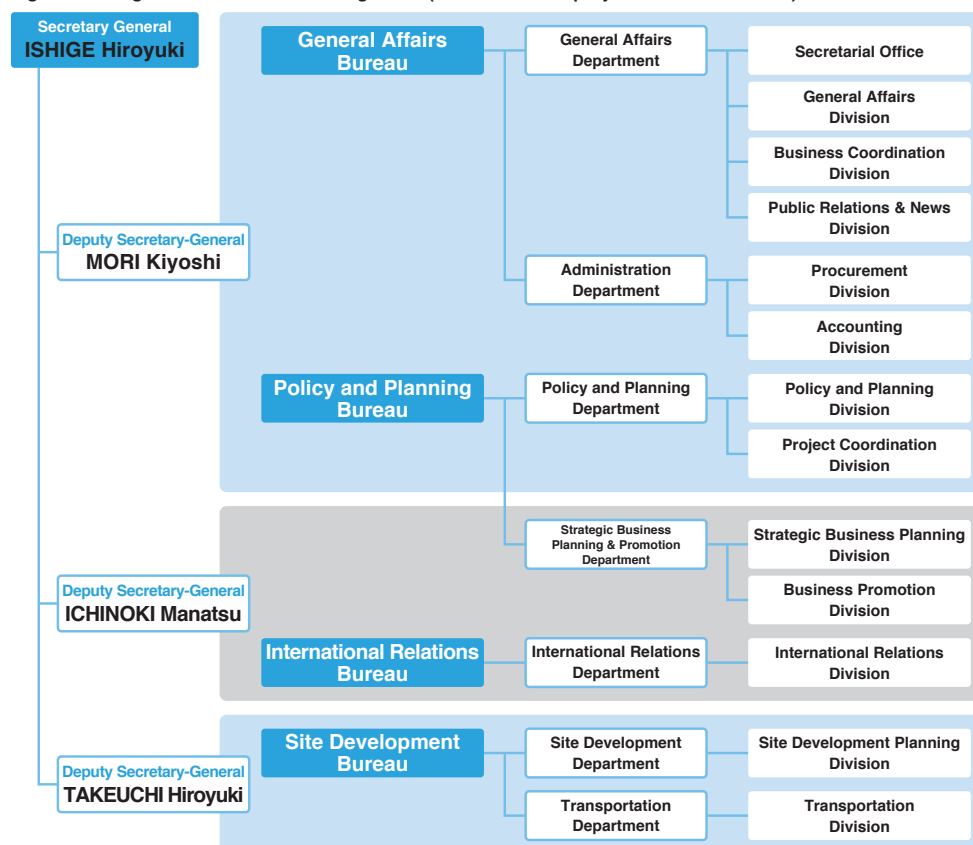 Secretary General
ISHIGE Hiroyuki
General Affairs
Bureau
General Affairs
Department
Secretarial Office
General Affairs
Division
Business Coordination
Division
Public Relations & News
Division
Deputy Secretary-General
MORI Kiyoshi
Administration
Department
Procurement
Division
Accounting
Division
Policy and Planning
Bureau
Policy and Planning
Department
Policy and Planning
Division
Project Coordination
Division
Strategic Business
Planning & Promotion
Department
Strategic Business Planning
Division
Business Promotion
Division
Deputy Secretary-General
ICHINOKI Manatsu
International Relations
Bureau
International Relations
Department
International Relations
Division
Site Development
Bureau
Site Development
Department
Site Development Planning
Division
Deputy Secretary-General
TAKEUCHI Hiroyuki
Transportation
Department
Transportation
Division